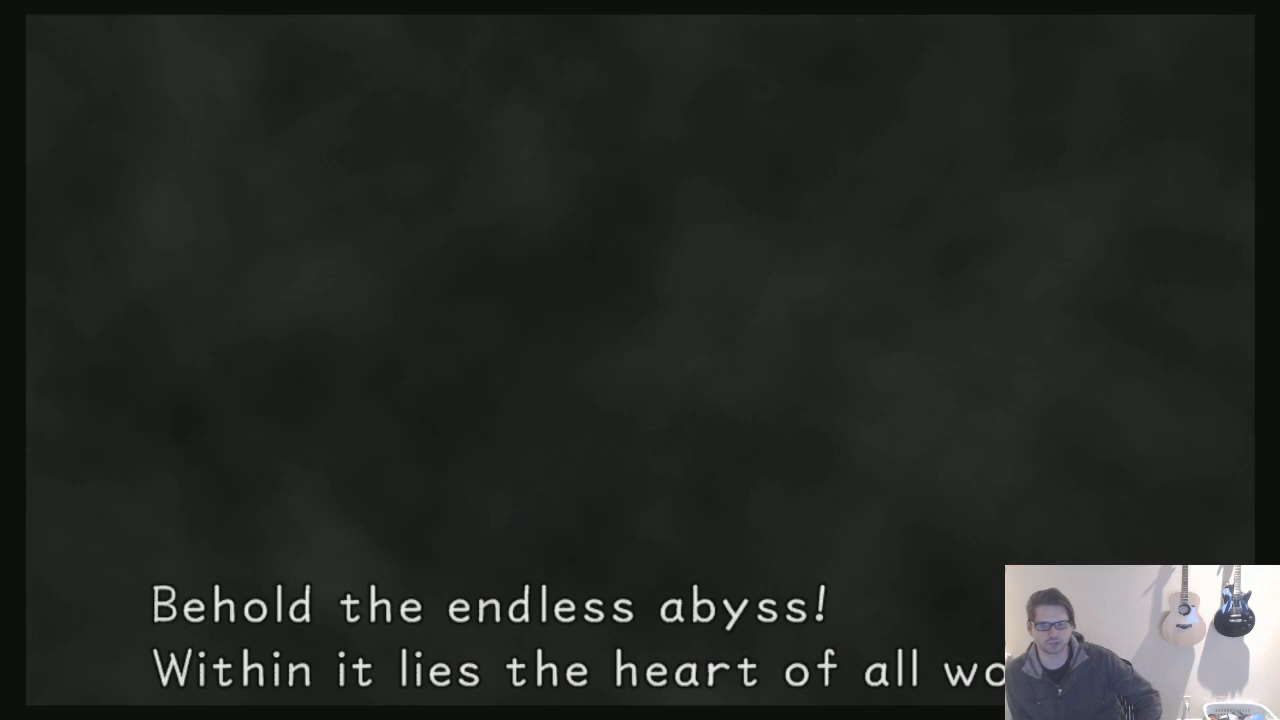 Behold the endless abyss!
Within it lies the heart of all